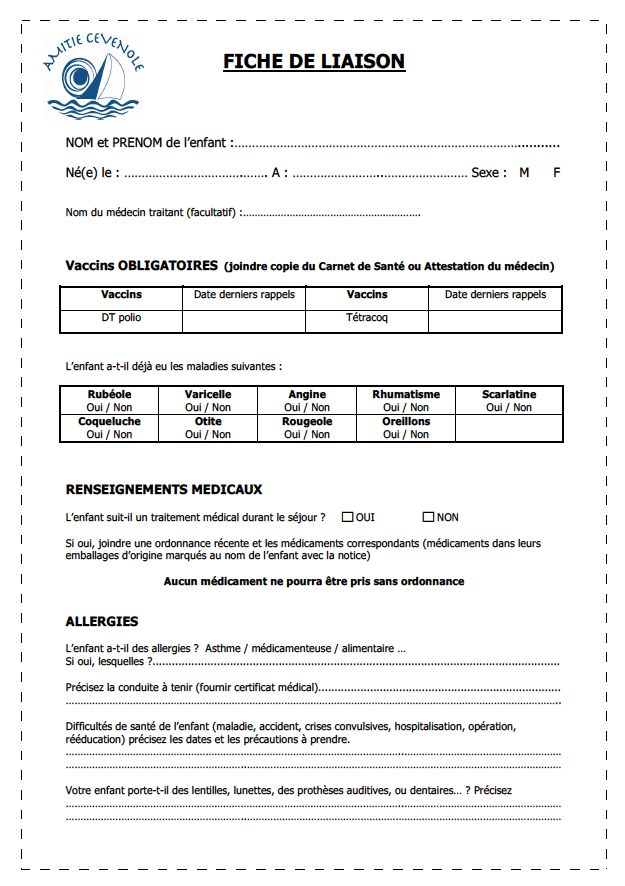 AMITIE CEVENOLE
FICHE DE LIAISON
NOM et PRENOM de l'enfant :……………………………………………………………………...........
Né(e) le : …………………………….……. A : …………………..………………… Sexe : M F
Nom du médecin traitant (facultatif) :…………………………………………………….
Vaccins OBLIGATOIRES (joindre copie du Carnet de Santé ou Attestation du médecin)
Vaccins Date derniers rappels Vaccins Date derniers rappels
DT polio Tétracoq
L'enfant a-t-il déjà eu les maladies suivantes :
Rubéole Varicelle Angine Rhumatisme Scarlatine
Oui / Non Oui / Non Oui / Non Oui / Non Oui / Non
Coqueluche Otite Rougeole Oreillons
Oui / Non Oui / Non Oui / Non Oui / Non
RENSEIGNEMENTS MEDICAUX
L'enfant suit-il un traitement médical durant le séjour ? OUI NON
Si oui, joindre une ordonnance récente et les médicaments correspondants (médicaments dans leurs
emballages d'origine marqués au nom de l'enfant avec la notice)
Aucun médicament ne pourra être pris sans ordonnance
ALLERGIES
L'enfant a-t-il des allergies ? Asthme / médicamenteuse / alimentaire …
Si oui, lesquelles ?....................................................................................................
Précisez la conduite à tenir (fournir certificat médical)..................................................
……………………………………………………………………………………………………………..
Difficultés de santé de l'enfant (maladie, accident, crises convulsives, hospitalisation, opération,
rééducation) précisez les dates et les précautions à prendre.
……………………………………………………………………………………..………………………
………………………………………………………………………………………………………………
Votre enfant porte-t-il des lentilles, lunettes, des prothèses auditives, ou dentaires… ? Précisez
……………………………………………………………………………………..………………………
………………………………………………..……………………………………………………………